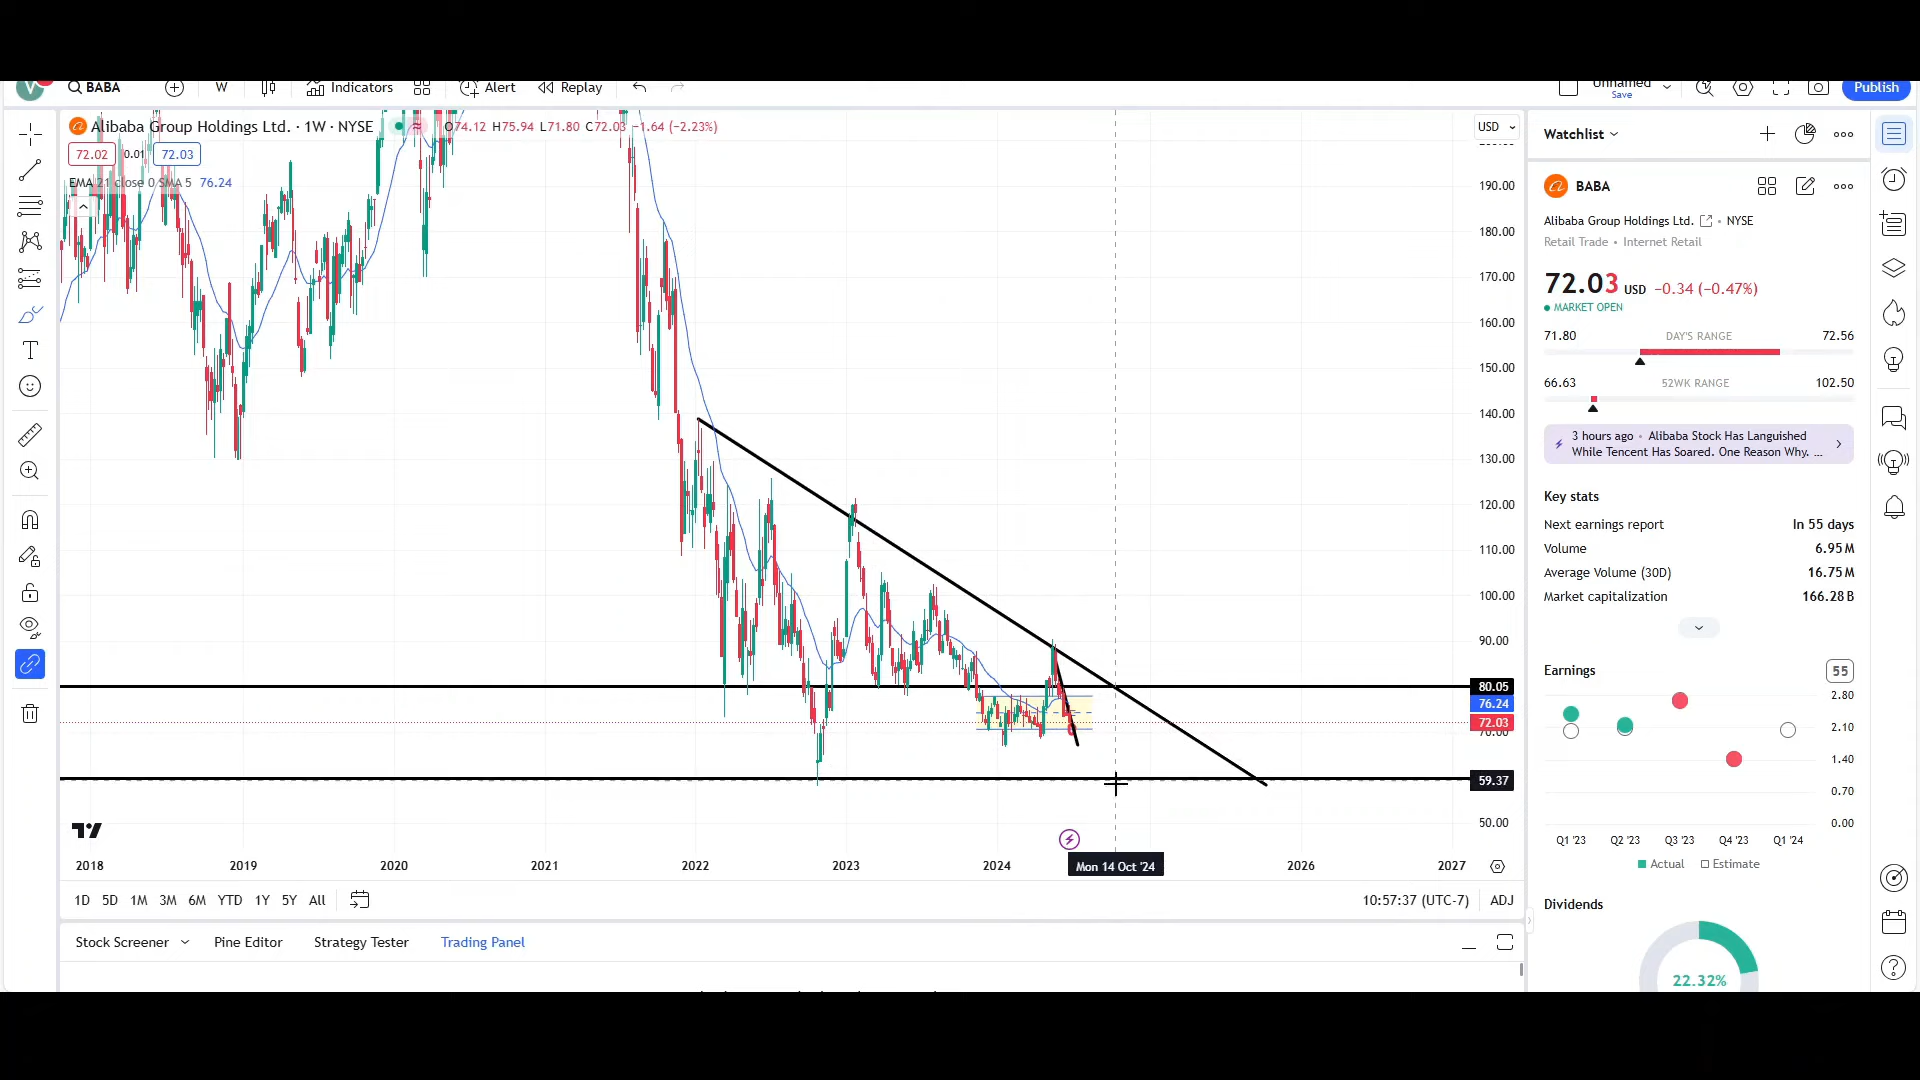 V BABA W Indicators Alert Replay Unnamed Publish
Save
Alibaba Group Holdings Ltd. · 1W · NYSE O74.12 H75.94 L71.80 C72.03 −1.64 (−2.23%) USD
72.02 0.01 72.03
EMA 21 close 0 SMA 5 76.24
190.00
180.00
170.00
160.00
150.00
140.00
130.00
120.00
110.00
100.00
90.00
80.05
76.24
72.03
70.00
59.37
50.00
2018 2019 2020 2021 2022 2023 2024 Mon 14 Oct '24 2026 2027
1D 5D 1M 3M 6M YTD 1Y 5Y All 10:57:37 (UTC-7) ADJ
Stock Screener Pine Editor Strategy Tester Trading Panel
Watchlist
BABA
Alibaba Group Holdings Ltd. • NYSE
Retail Trade • Internet Retail
72.03 USD −0.34 (−0.47%)
MARKET OPEN
71.80 DAY'S RANGE 72.56
66.63 52WK RANGE 102.50
3 hours ago • Alibaba Stock Has Languished
While Tencent Has Soared. One Reason Why. ...
Key stats
Next earnings report In 55 days
Volume 6.95M
Average Volume (30D) 16.75M
Market capitalization 166.28B
Earnings 55
2.80
2.10
1.40
0.70
0.00
Q1 '23 Q2 '23 Q3 '23 Q4 '23 Q1 '24
Actual Estimate
Dividends
22.32%